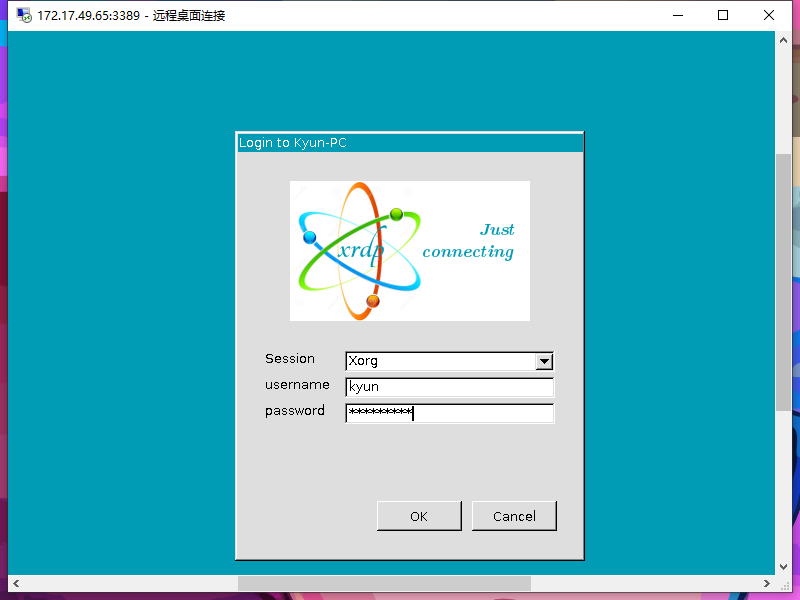 172.17.49.65:3389 - 远程桌面连接
Login to Kyun-PC
xrdp
Just
connecting
Session Xorg
username kyun
password *********
OK Cancel